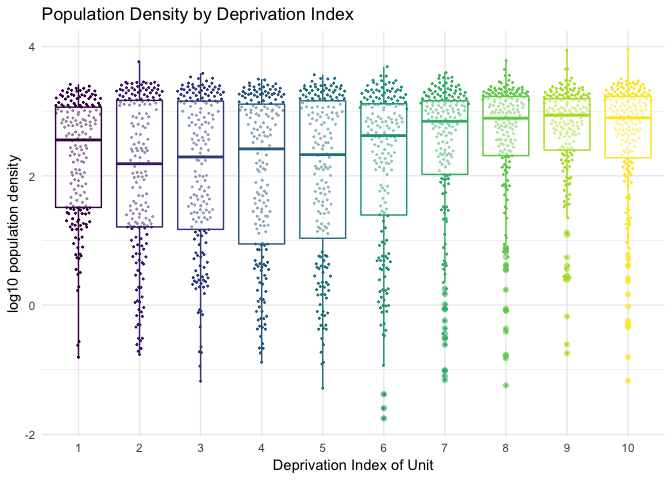 Population Density by Deprivation Index
log10 population density
4
2
0
-2
1 2 3 4 5 6 7 8 9 10
Deprivation Index of Unit